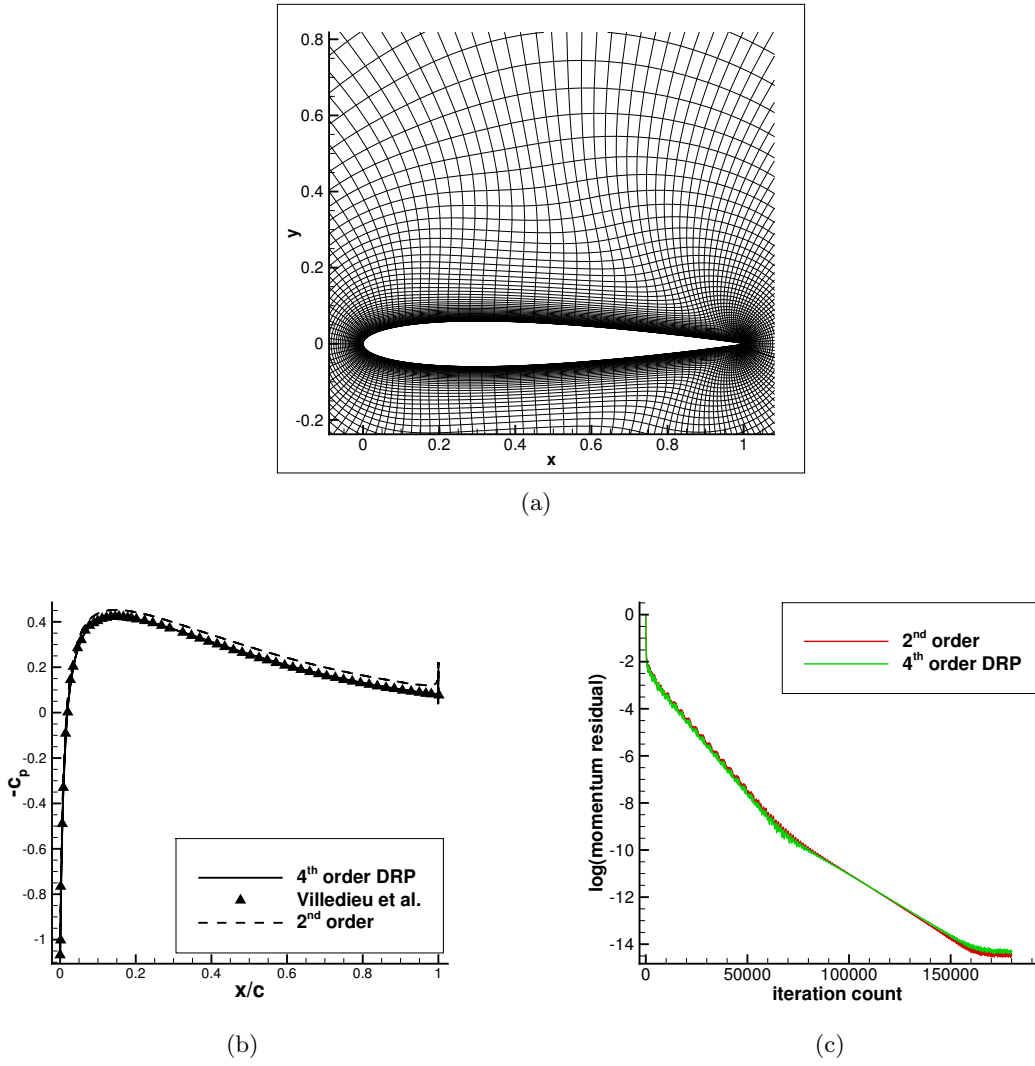 0.8
0.6
0.4
y
0.2
0
-0.2
0 0.2 0.4 0.6 0.8 1
x
(a)
0.4
0.2
0
-0.2
-c_p
-0.4
-0.6
-0.8
-1
4th order DRP
Villedieu et al.
2nd order
0 0.2 0.4 0.6 0.8 1
x/c
(b)
0
2nd order
4th order DRP
-2
-4
-6
log(momentum residual)
-8
-10
-12
-14
0 50000 100000 150000
iteration count
(c)